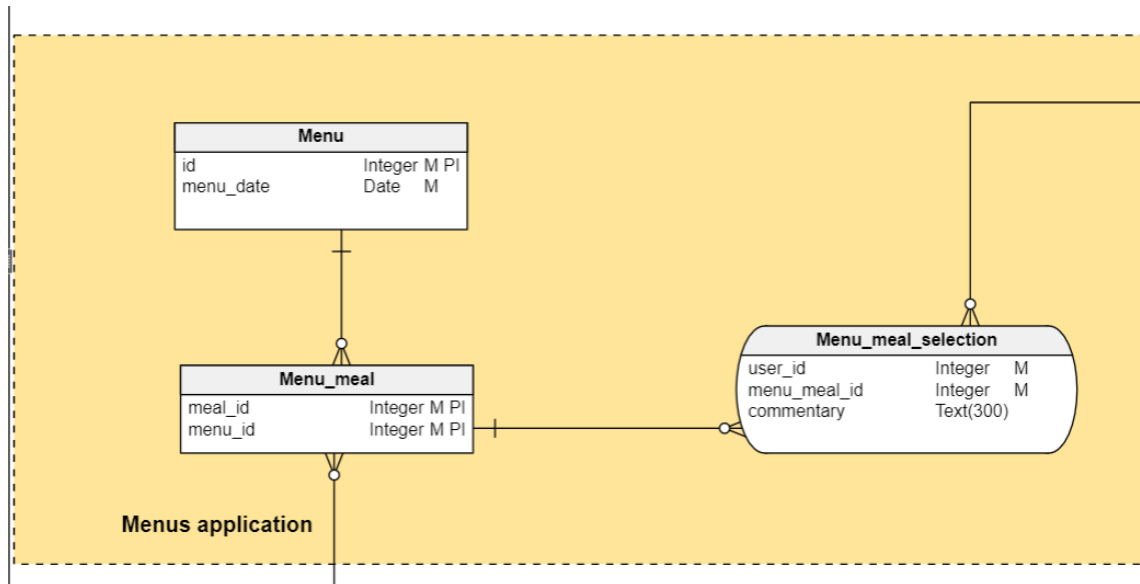 Menu
id Integer M PI
menu_date Date M
Menu_meal
meal_id Integer M PI
menu_id Integer M PI
Menu_meal_selection
user_id Integer M
menu_meal_id Integer M
commentary Text(300)
Menus application